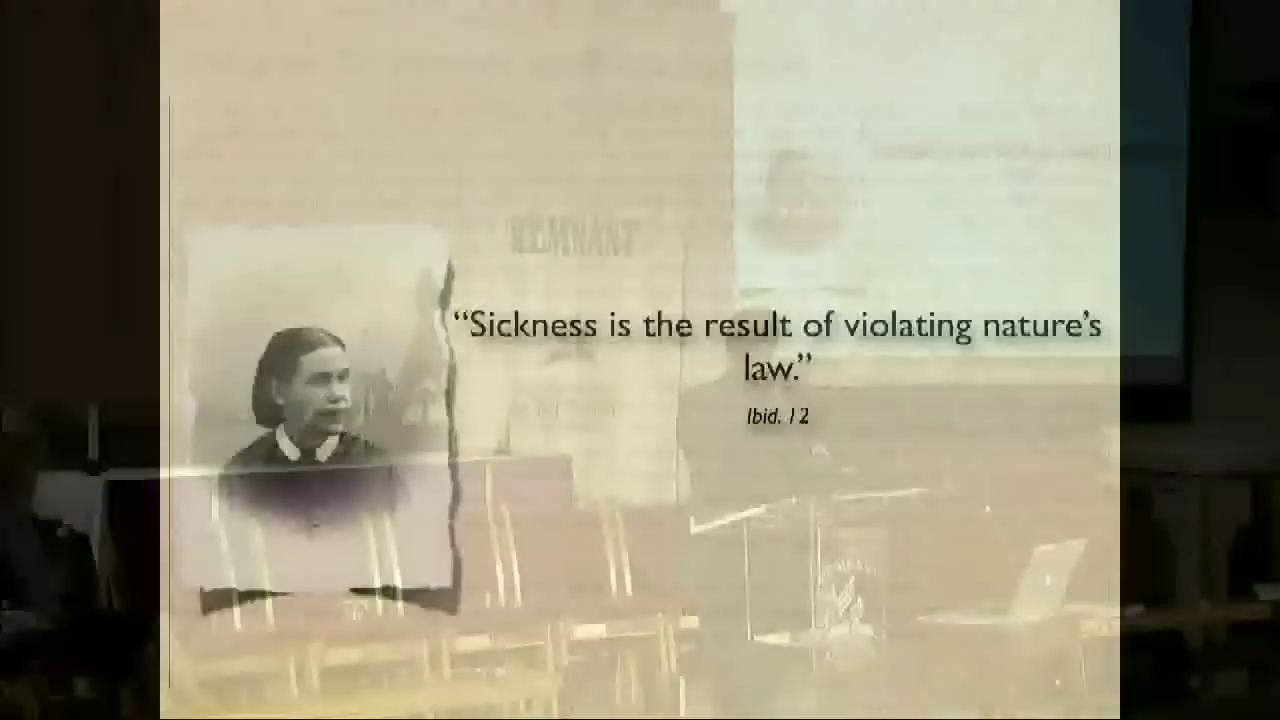 REMNANT
“Sickness is the result of violating nature’s
law.”
Ibid. 12